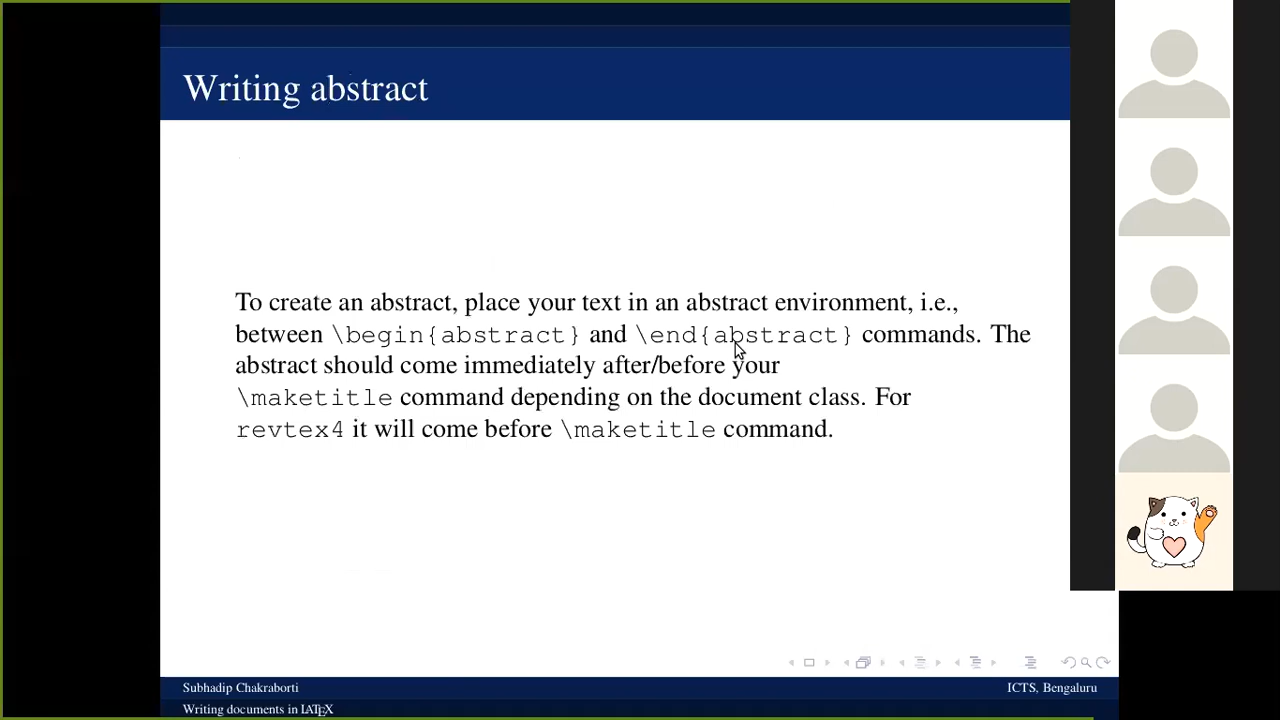 Writing abstract
To create an abstract, place your text in an abstract environment, i.e.,
between \begin{abstract} and \end{abstract} commands. The
abstract should come immediately after/before your
\maketitle command depending on the document class. For
revtex4 it will come before \maketitle command.
Subhadip Chakraborti
ICTS, Bengaluru
Writing documents in LATEX